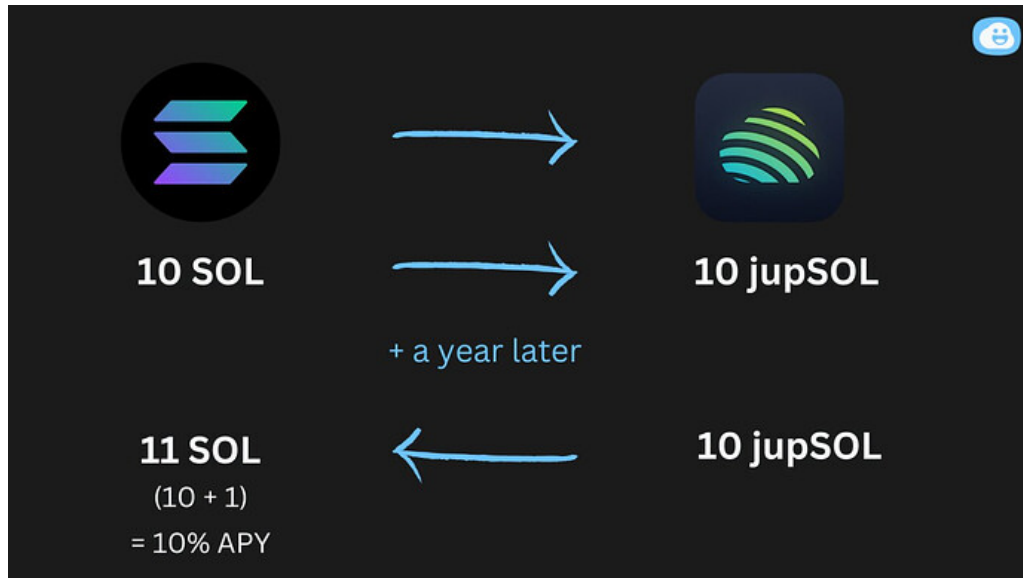 10 SOL
10 jupSOL
+ a year later
11 SOL
10 jupSOL
(10 + 1)
= 10% APY